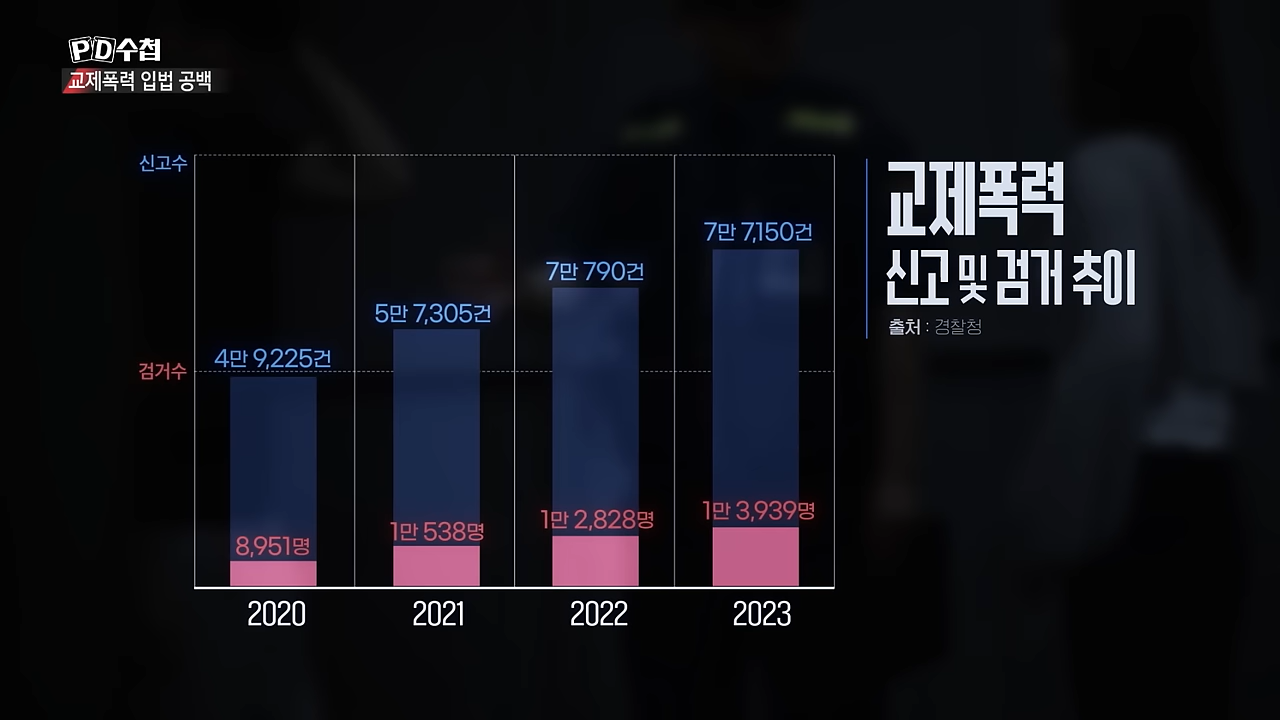 PD수첩
교제폭력 입법 공백
신고수
검거수
4만 9,225건
5만 7,305건
7만 790건
7만 7,150건
8,951명
1만 538명
1만 2,828명
1만 3,939명
2020
2021
2022
2023
교제폭력
신고 및 검거 추이
출처 : 경찰청